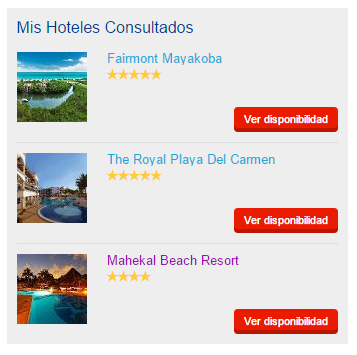 Mis Hoteles Consultados
Fairmont Mayakoba
Ver disponibilidad
The Royal Playa Del Carmen
Ver disponibilidad
Mahekal Beach Resort
Ver disponibilidad